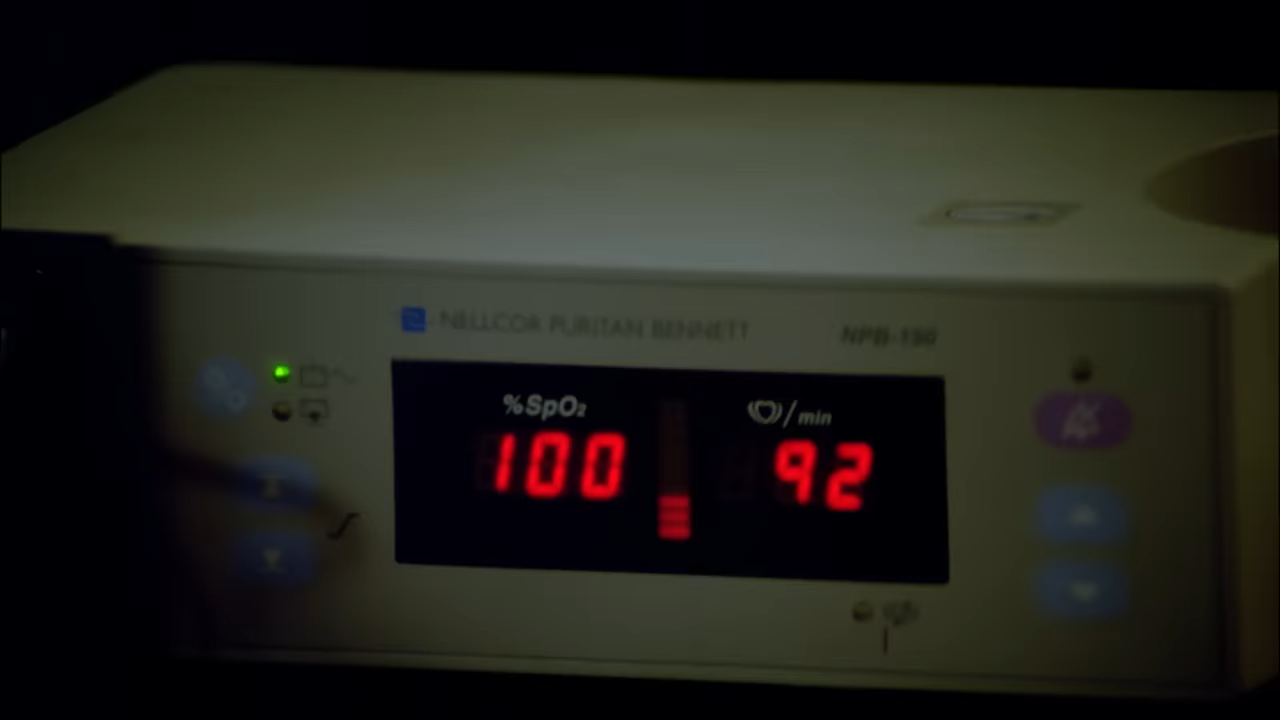 NELLCOR PURITAN BENNETT
NPB-190
%SpO₂
/min
100
92